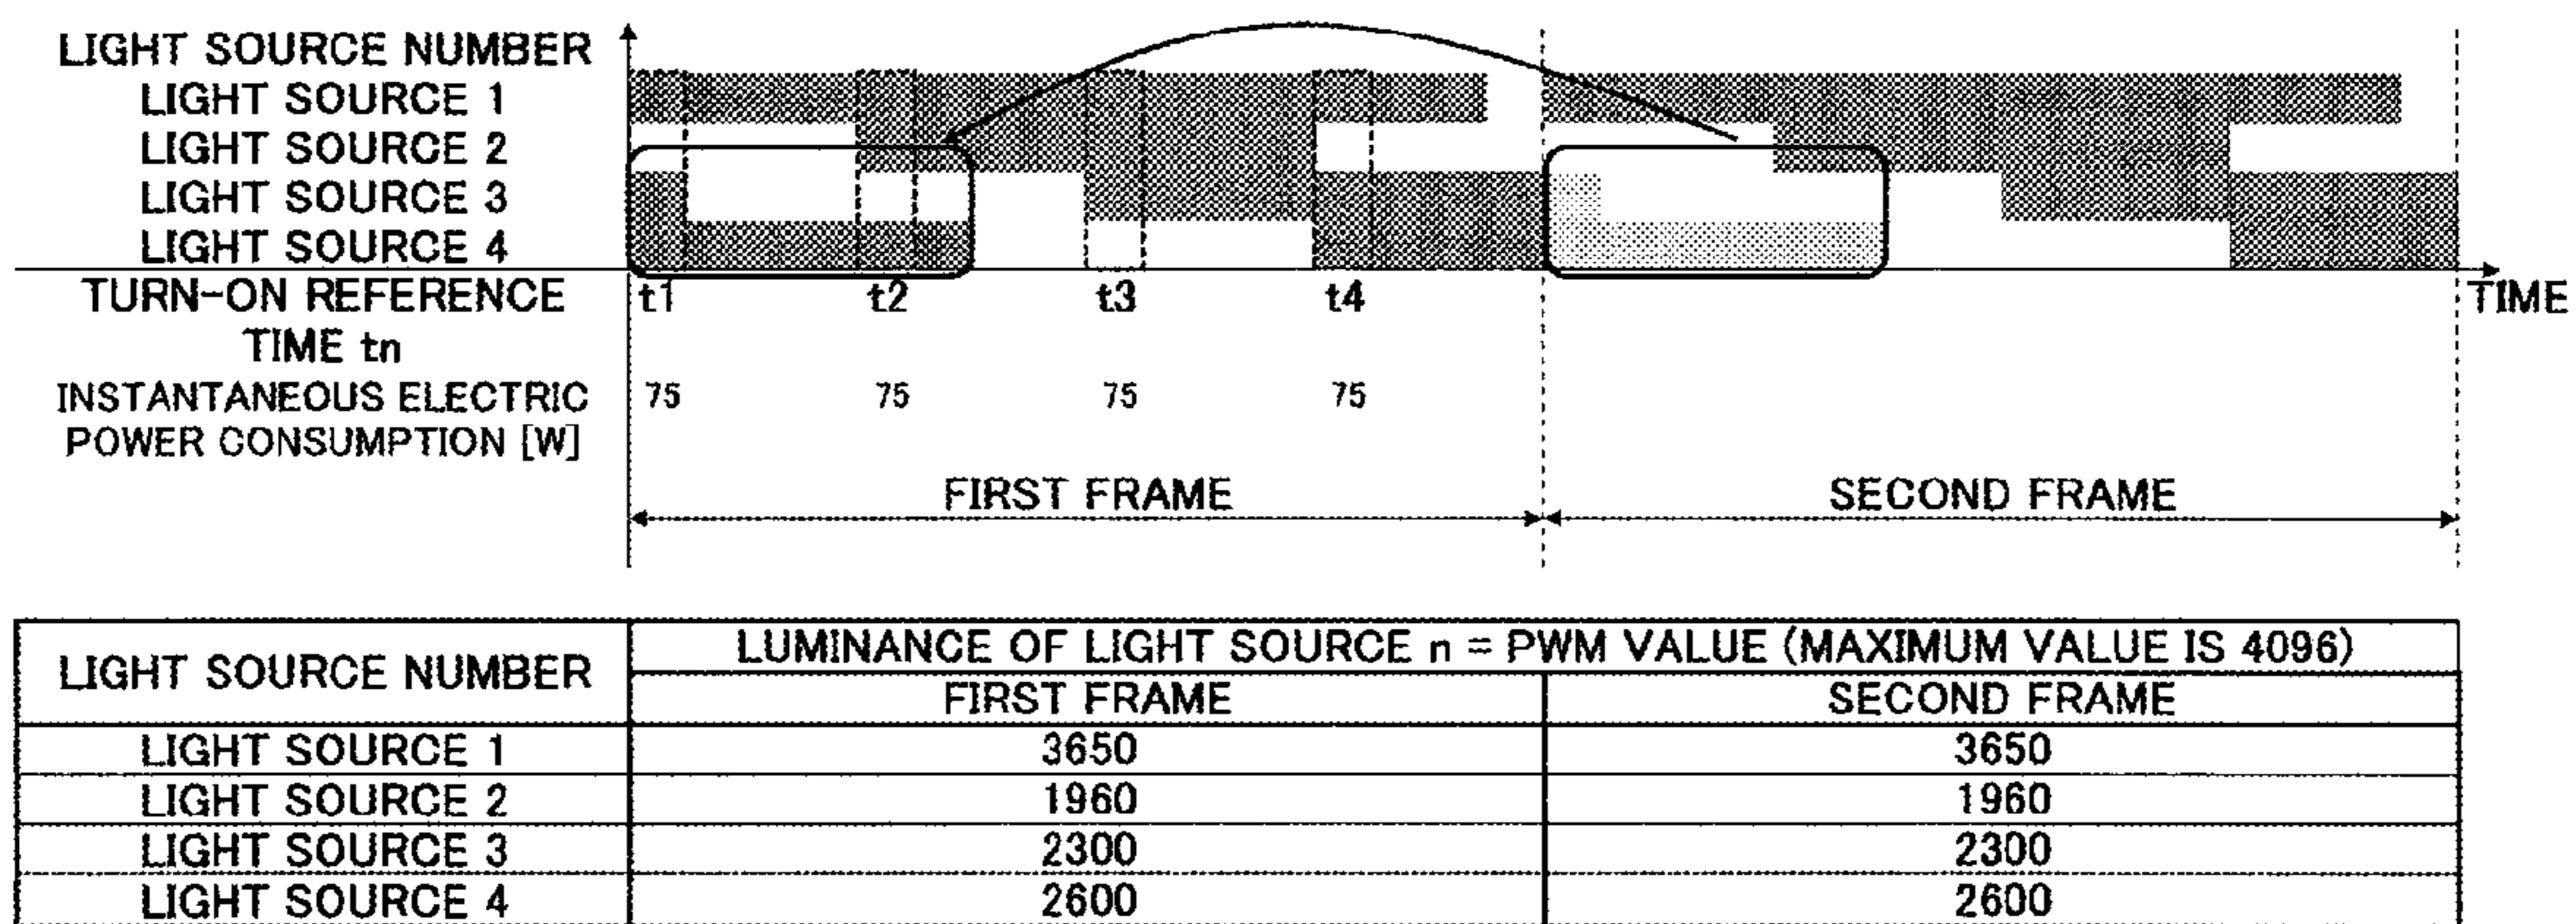 LIGHT SOURCE NUMBER
LIGHT SOURCE 1
LIGHT SOURCE 2
LIGHT SOURCE 3
LIGHT SOURCE 4
TURN-ON REFERENCE
TIME tn
t1 t2 t3 t4
TIME
INSTANTANEOUS ELECTRIC
POWER CONSUMPTION [W]
75 75 75 75
FIRST FRAME SECOND FRAME
LIGHT SOURCE NUMBER
LUMINANCE OF LIGHT SOURCE n = PWM VALUE (MAXIMUM VALUE IS 4096)
FIRST FRAME SECOND FRAME
LIGHT SOURCE 1 3650 3650
LIGHT SOURCE 2 1960 1960
LIGHT SOURCE 3 2300 2300
LIGHT SOURCE 4 2600 2600